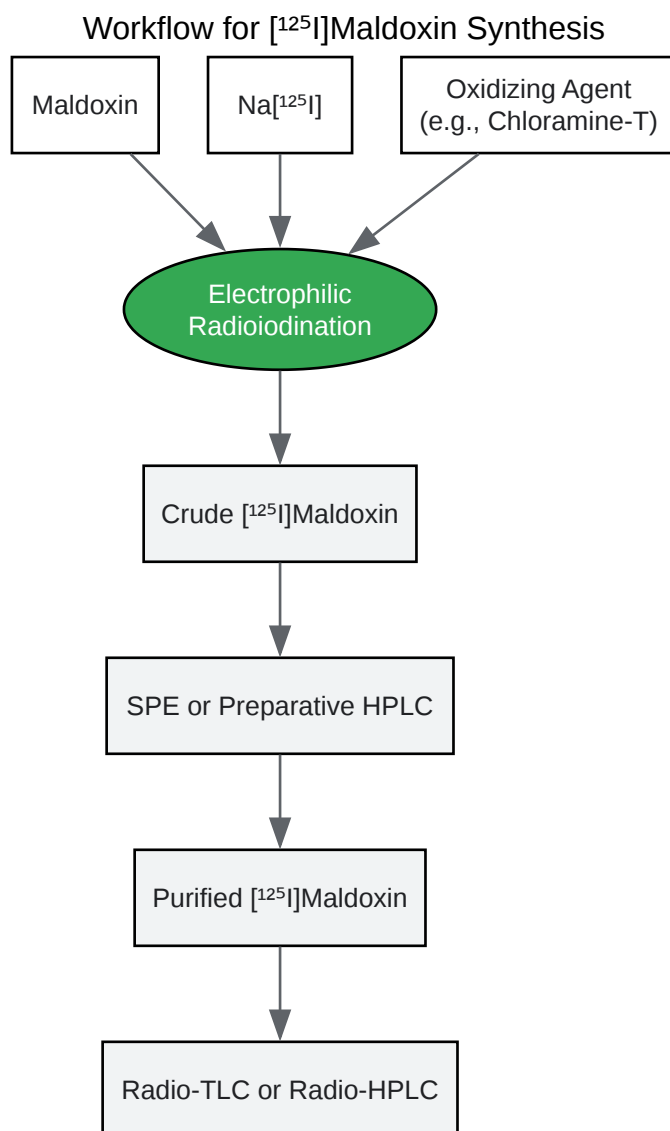 Workflow for [¹²⁵I]Maldoxin Synthesis
Maldoxin
Na[¹²⁵I]
Oxidizing Agent
(e.g., Chloramine-T)
Electrophilic
Radioiodination
Crude [¹²⁵I]Maldoxin
SPE or Preparative HPLC
Purified [¹²⁵I]Maldoxin
Radio-TLC or Radio-HPLC